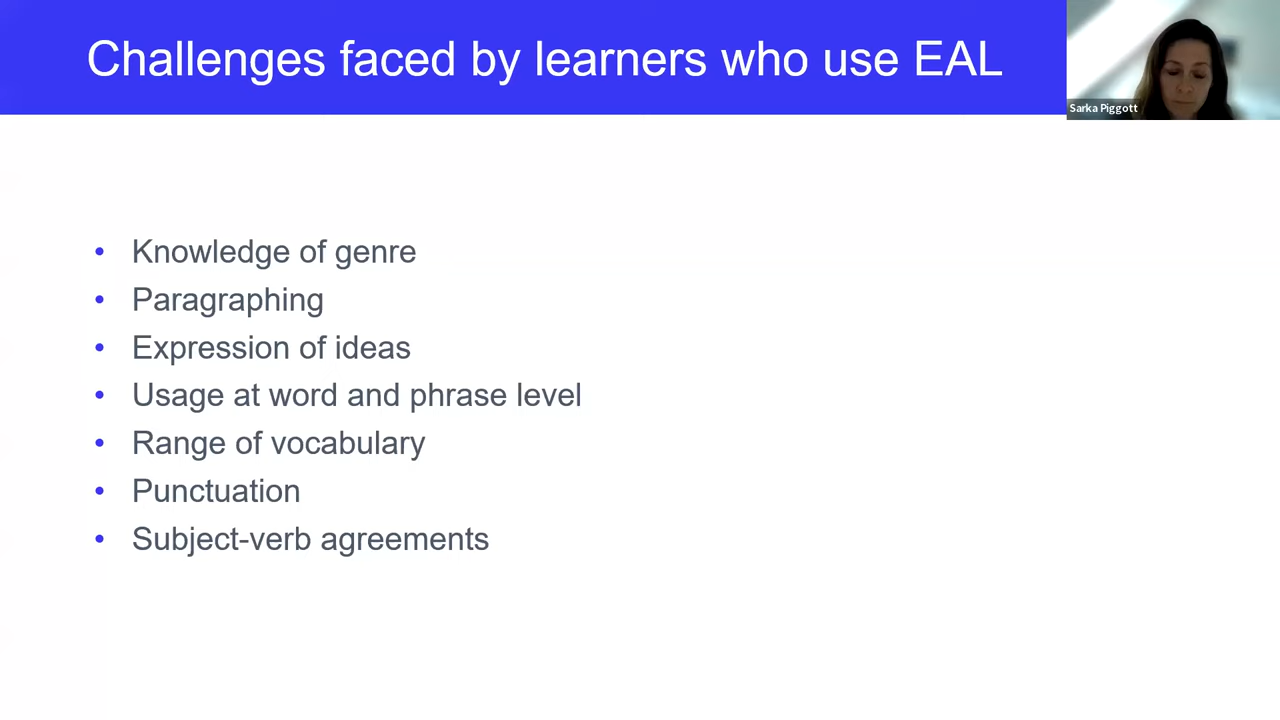 Challenges faced by learners who use EAL
Sarka Piggott
• Knowledge of genre
• Paragraphing
• Expression of ideas
• Usage at word and phrase level
• Range of vocabulary
• Punctuation
• Subject-verb agreements